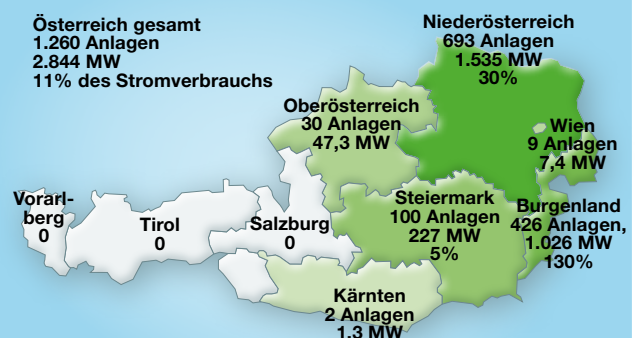 Österreich gesamt
1.260 Anlagen
2.844 MW
11% des Stromverbrauchs
Niederösterreich
693 Anlagen
1.535 MW
30%
Oberösterreich
30 Anlagen
47,3 MW
Wien
9 Anlagen
7,4 MW
Vorarl-
berg
0
Tirol
0
Salzburg
0
Steiermark
100 Anlagen
227 MW
5%
Burgenland
426 Anlagen,
1.026 MW
130%
Kärnten
2 Anlagen
1,3 MW